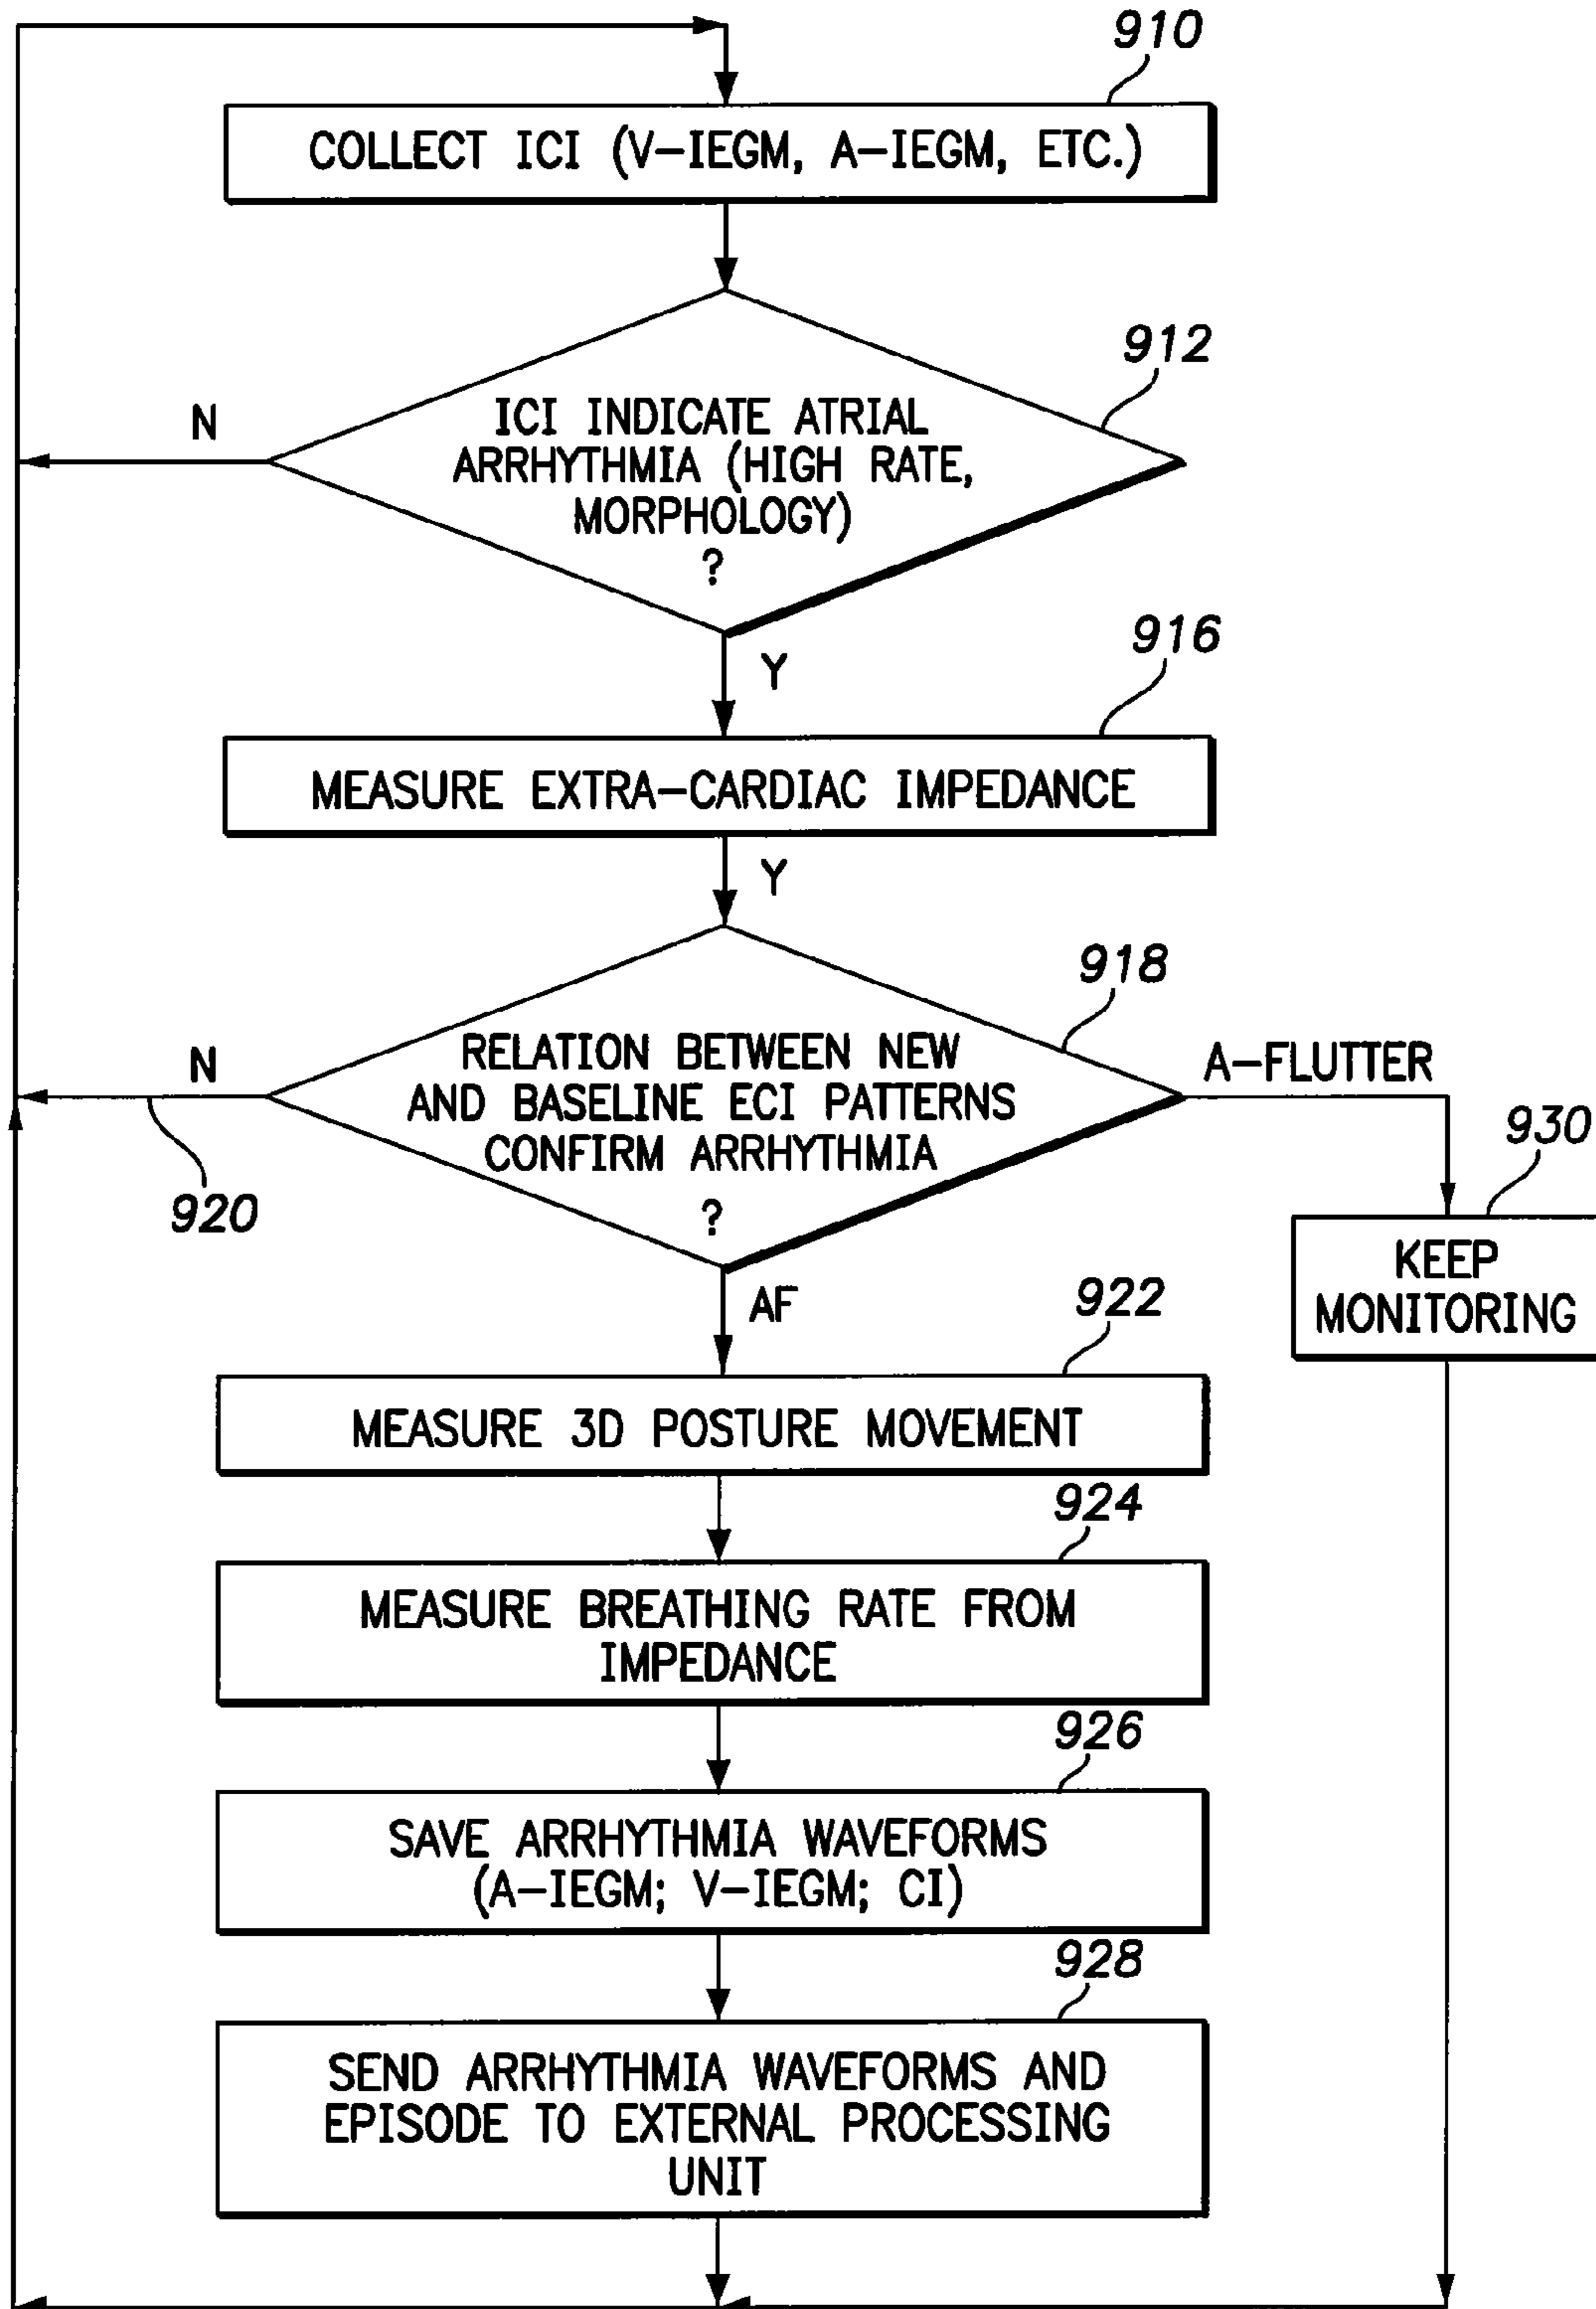 910
COLLECT ICI (V-IEGM, A-IEGM, ETC.)
912
N
ICI INDICATE ATRIAL
ARRHYTHMIA (HIGH RATE,
MORPHOLOGY)
?
916
Y
MEASURE EXTRA-CARDIAC IMPEDANCE
Y
918
N
RELATION BETWEEN NEW
AND BASELINE ECI PATTERNS
CONFIRM ARRHYTHMIA
?
A-FLUTTER
920
930
KEEP
MONITORING
AF
922
MEASURE 3D POSTURE MOVEMENT
924
MEASURE BREATHING RATE FROM
IMPEDANCE
926
SAVE ARRHYTHMIA WAVEFORMS
(A-IEGM; V-IEGM; CI)
928
SEND ARRHYTHMIA WAVEFORMS AND
EPISODE TO EXTERNAL PROCESSING
UNIT